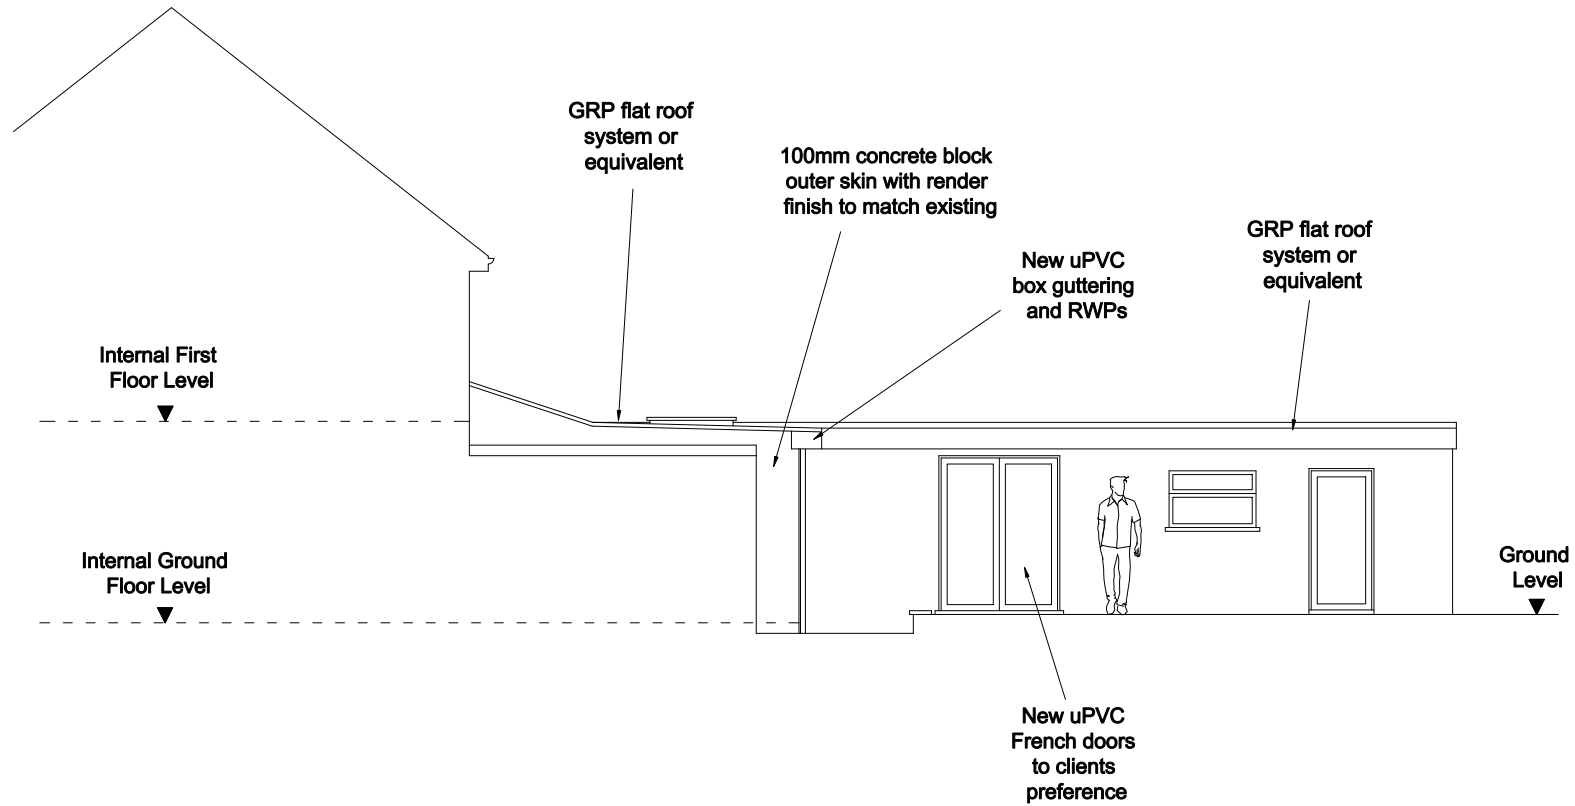 GRP flat roof
system or
equivalent
100mm concrete block
outer skin with render
finish to match existing
New uPVC
box guttering
and RWPs
GRP flat roof
system or
equivalent
Internal First
Floor Level
Internal Ground
Floor Level
Ground
Level
New uPVC
French doors
to clients
preference